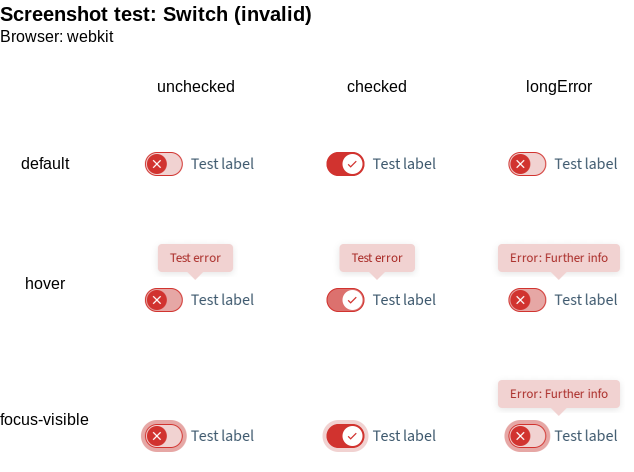 Screenshot test: Switch (invalid)
Browser: webkit
unchecked checked longError
default Test label Test label Test label
Test error Test error Error: Further info
hover Test label Test label Test label
Error: Further info
focus-visible Test label Test label Test label